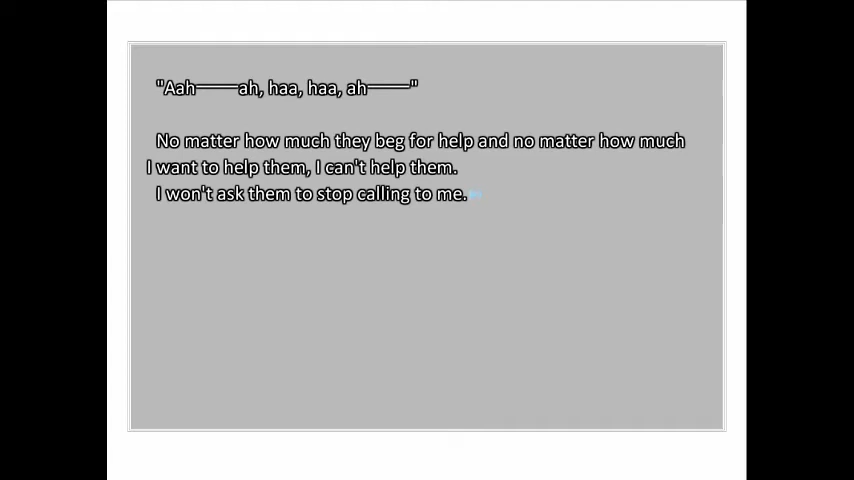 "Aah――――ah, haa, haa, ah――――"
No matter how much they beg for help and no matter how much
I want to help them, I can't help them.
I won't ask them to stop calling to me.